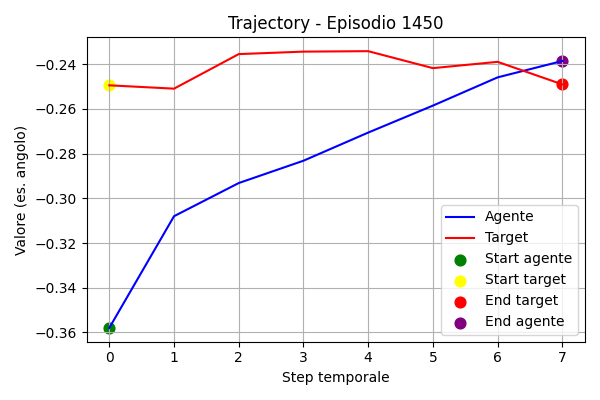 Trajectory - Episodio 1450
Valore (es. angolo)
−0.24
−0.26
−0.28
−0.30
−0.32
−0.34
−0.36
Agente
Target
Start agente
Start target
End target
End agente
0 1 2 3 4 5 6 7
Step temporale